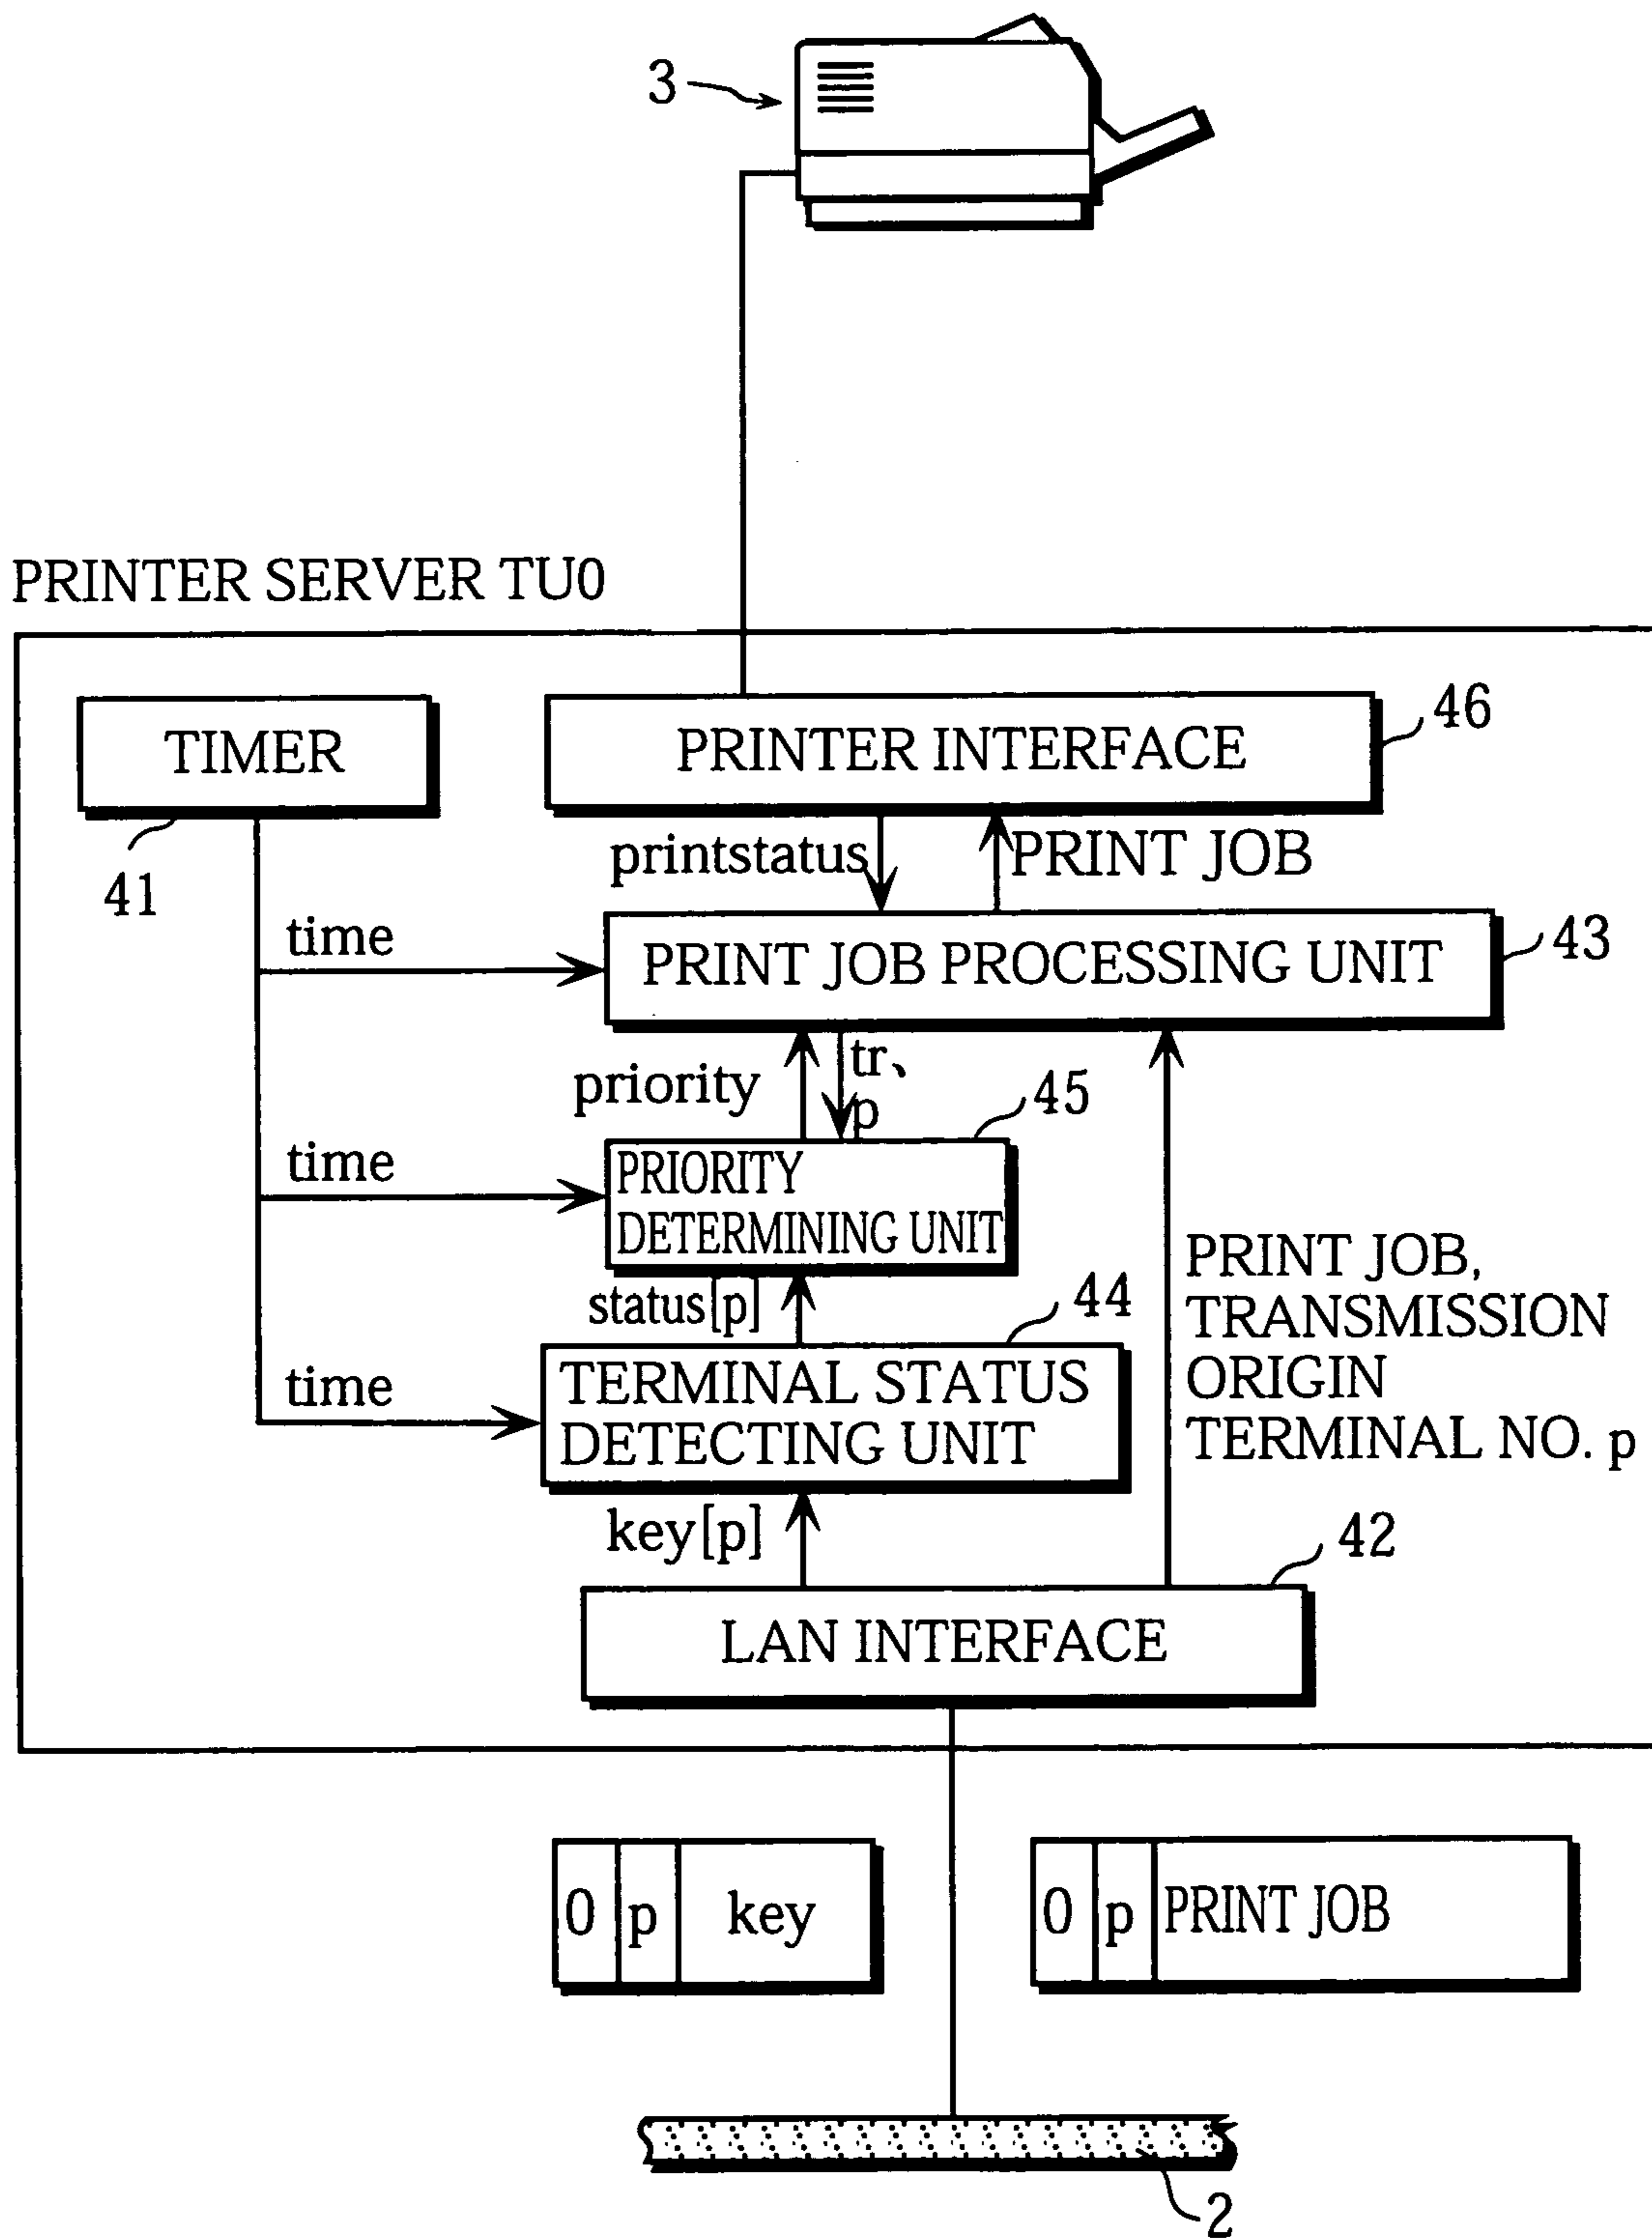 3
PRINTER SERVER TU0
TIMER
PRINTER INTERFACE
46
41
printstatus
PRINT JOB
time
PRINT JOB PROCESSING UNIT
43
priority
tr、
p
45
time
PRIORITY
DETERMINING UNIT
status[p]
44
PRINT JOB,
TRANSMISSION
ORIGIN
TERMINAL NO. p
time
TERMINAL STATUS
DETECTING UNIT
key[p]
42
LAN INTERFACE
0 p key
0 p PRINT JOB
2